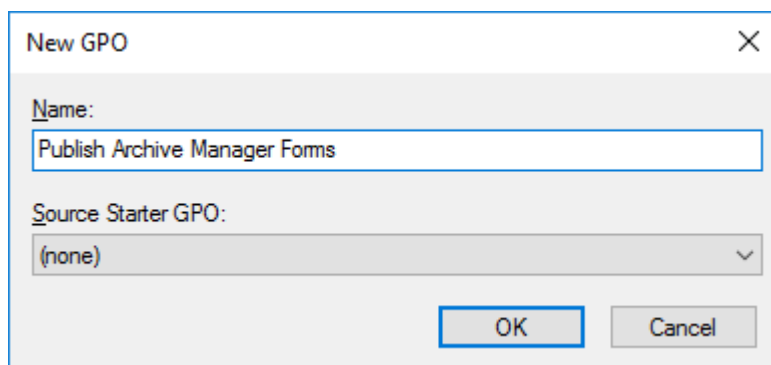 New GPO
Name:
Publish Archive Manager Forms
Source Starter GPO:
(none)
OK Cancel